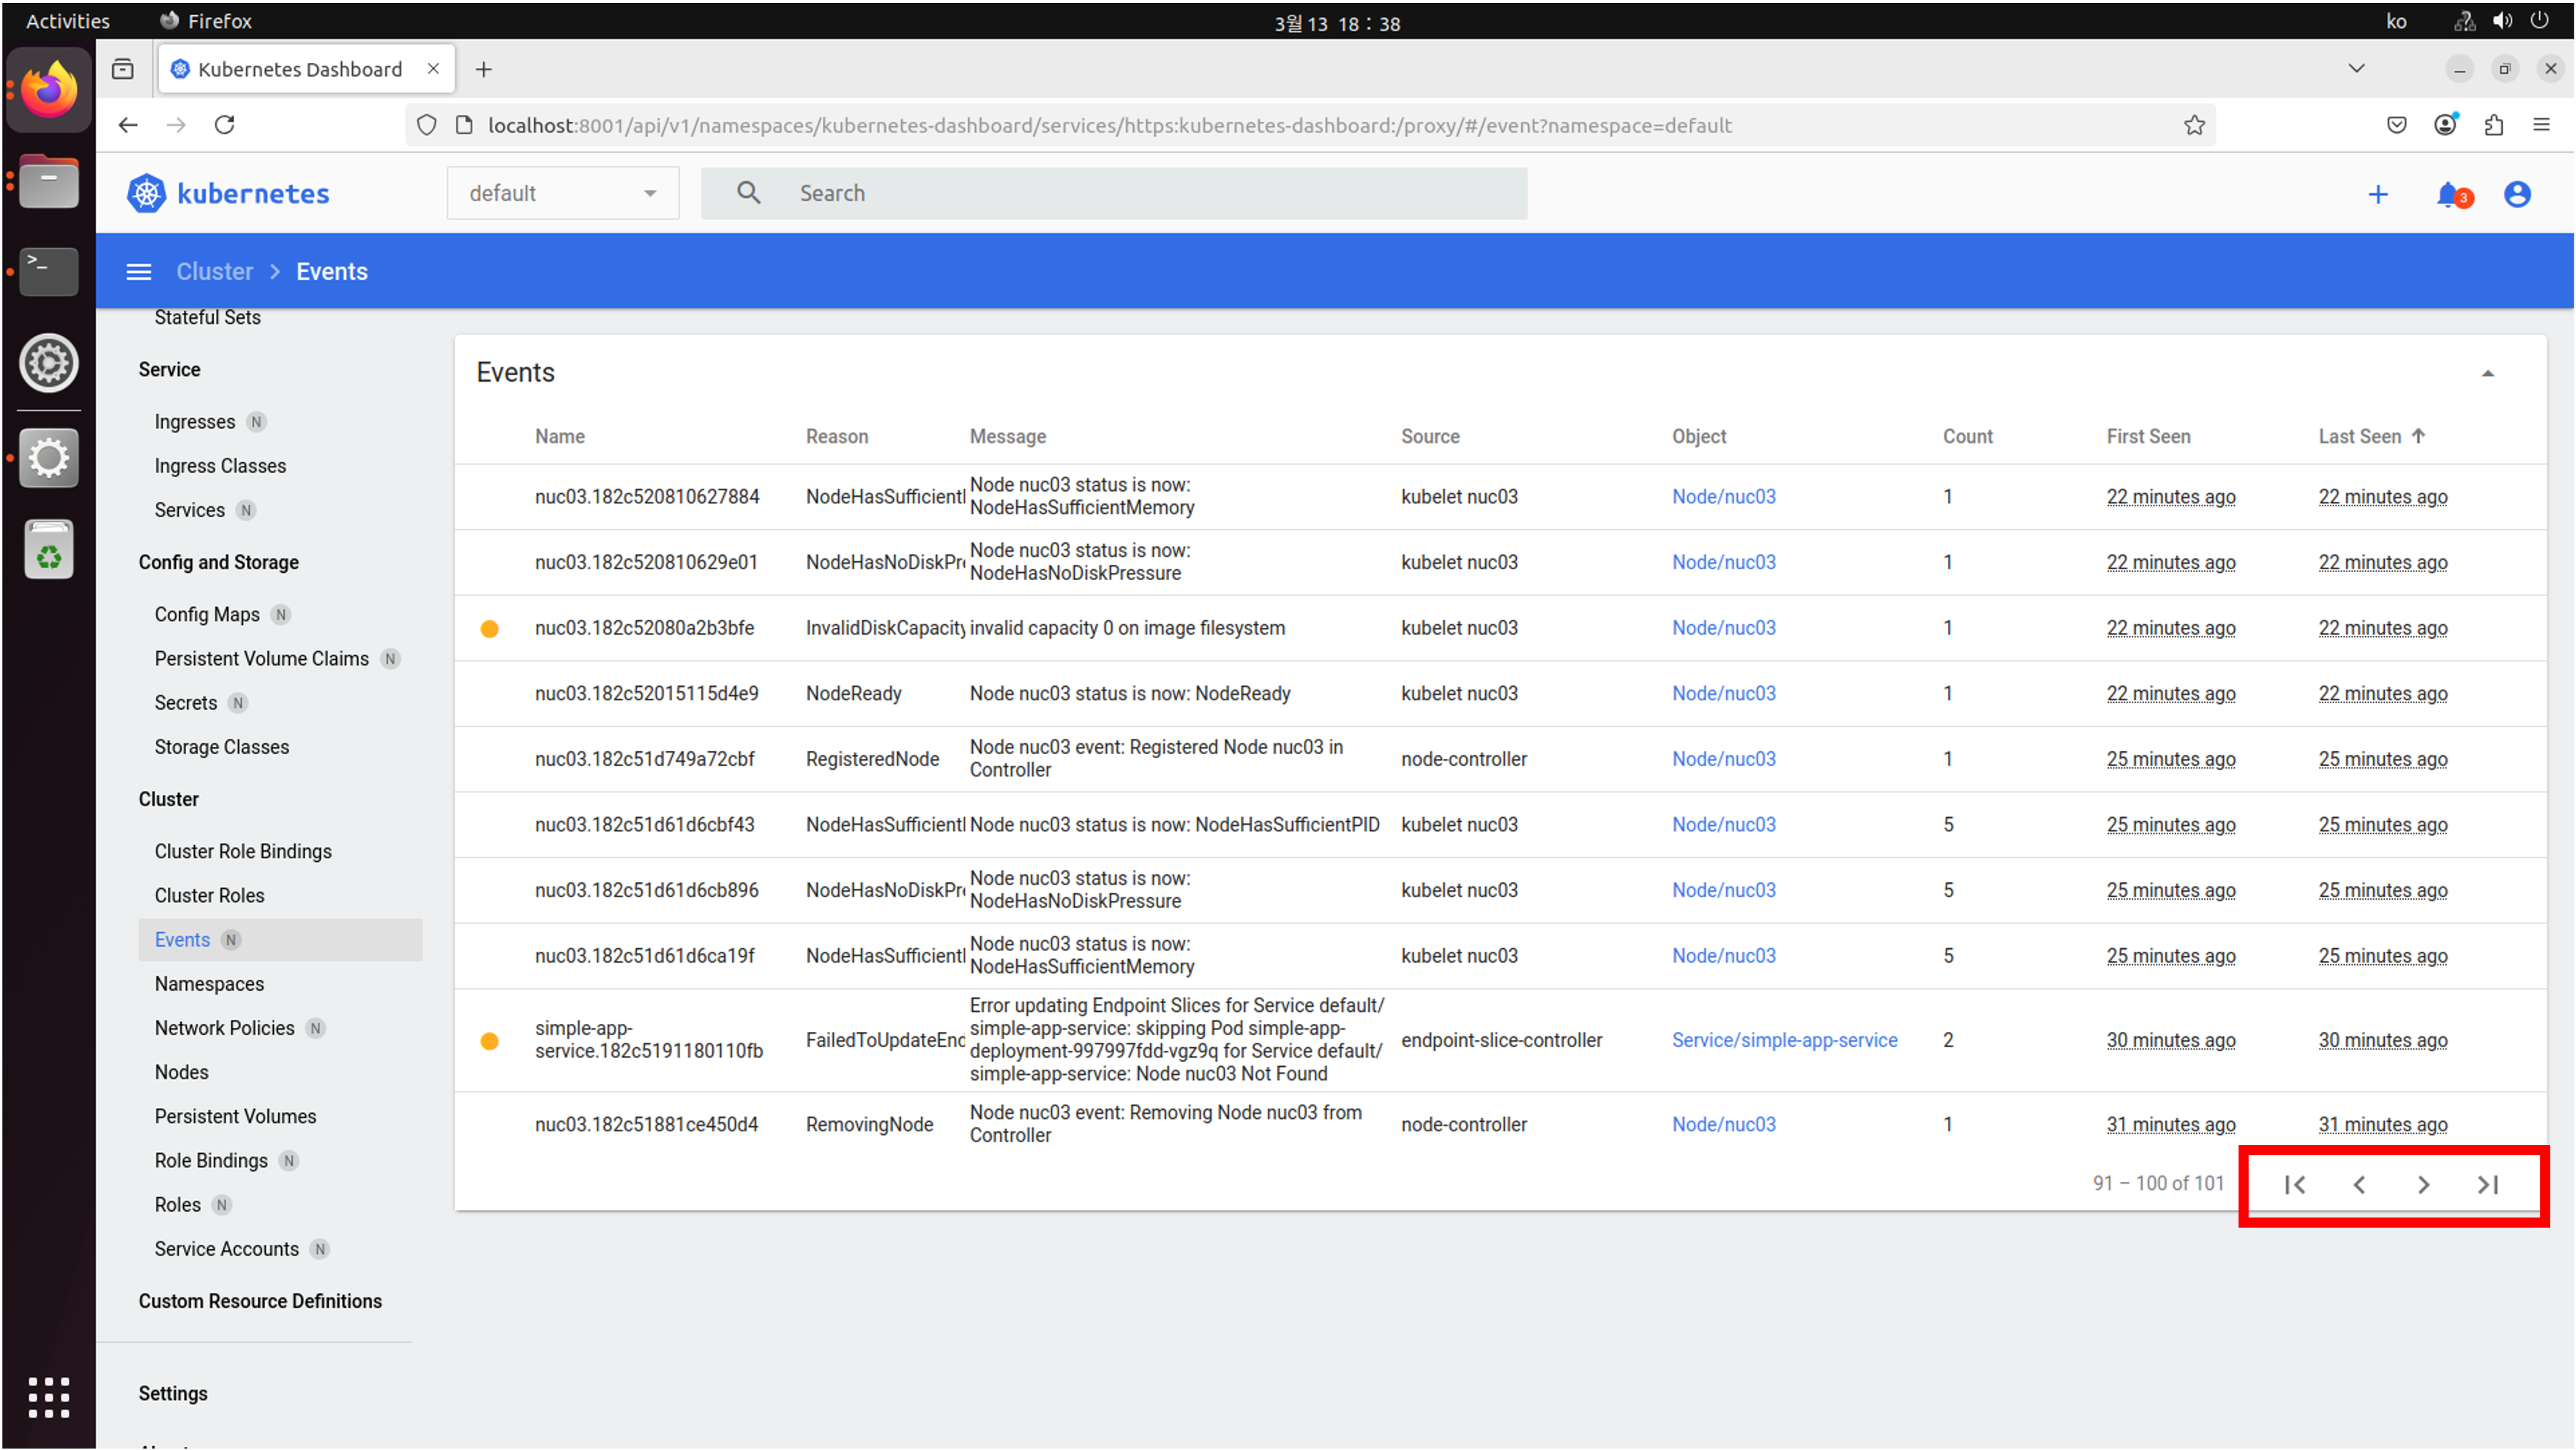 Activities Firefox 3월 13 18 : 38 ko
Kubernetes Dashboard
localhost:8001/api/v1/namespaces/kubernetes-dashboard/services/https:kubernetes-dashboard:/proxy/#/event?namespace=default
kubernetes default Search 3
Cluster > Events
Stateful Sets
Service
Ingresses N
Ingress Classes
Services N
Config and Storage
Config Maps N
Persistent Volume Claims N
Secrets N
Storage Classes
Cluster
Cluster Role Bindings
Cluster Roles
Events N
Namespaces
Network Policies N
Nodes
Persistent Volumes
Role Bindings N
Roles N
Service Accounts N
Custom Resource Definitions
Settings
Events
Name Reason Message Source Object Count First Seen Last Seen
nuc03.182c520810627884 NodeHasSufficient Node nuc03 status is now: NodeHasSufficientMemory kubelet nuc03 Node/nuc03 1 22 minutes ago 22 minutes ago
nuc03.182c520810629e01 NodeHasNoDiskPr Node nuc03 status is now: NodeHasNoDiskPressure kubelet nuc03 Node/nuc03 1 22 minutes ago 22 minutes ago
nuc03.182c52080a2b3bfe InvalidDiskCapacity invalid capacity 0 on image filesystem kubelet nuc03 Node/nuc03 1 22 minutes ago 22 minutes ago
nuc03.182c52015115d4e9 NodeReady Node nuc03 status is now: NodeReady kubelet nuc03 Node/nuc03 1 22 minutes ago 22 minutes ago
nuc03.182c51d749a72cbf RegisteredNode Node nuc03 event: Registered Node nuc03 in Controller node-controller Node/nuc03 1 25 minutes ago 25 minutes ago
nuc03.182c51d61d6cbf43 NodeHasSufficient Node nuc03 status is now: NodeHasSufficientPID kubelet nuc03 Node/nuc03 5 25 minutes ago 25 minutes ago
nuc03.182c51d61d6cb896 NodeHasNoDiskPr Node nuc03 status is now: NodeHasNoDiskPressure kubelet nuc03 Node/nuc03 5 25 minutes ago 25 minutes ago
nuc03.182c51d61d6ca19f NodeHasSufficient Node nuc03 status is now: NodeHasSufficientMemory kubelet nuc03 Node/nuc03 5 25 minutes ago 25 minutes ago
simple-app-service.182c5191180110fb FailedToUpdateEnd Error updating Endpoint Slices for Service default/simple-app-service: skipping Pod simple-app-deployment-997997fdd-vgz9q for Service default/simple-app-service: Node nuc03 Not Found endpoint-slice-controller Service/simple-app-service 2 30 minutes ago 30 minutes ago
nuc03.182c51881ce450d4 RemovingNode Node nuc03 event: Removing Node nuc03 from Controller node-controller Node/nuc03 1 31 minutes ago 31 minutes ago
91 – 100 of 101